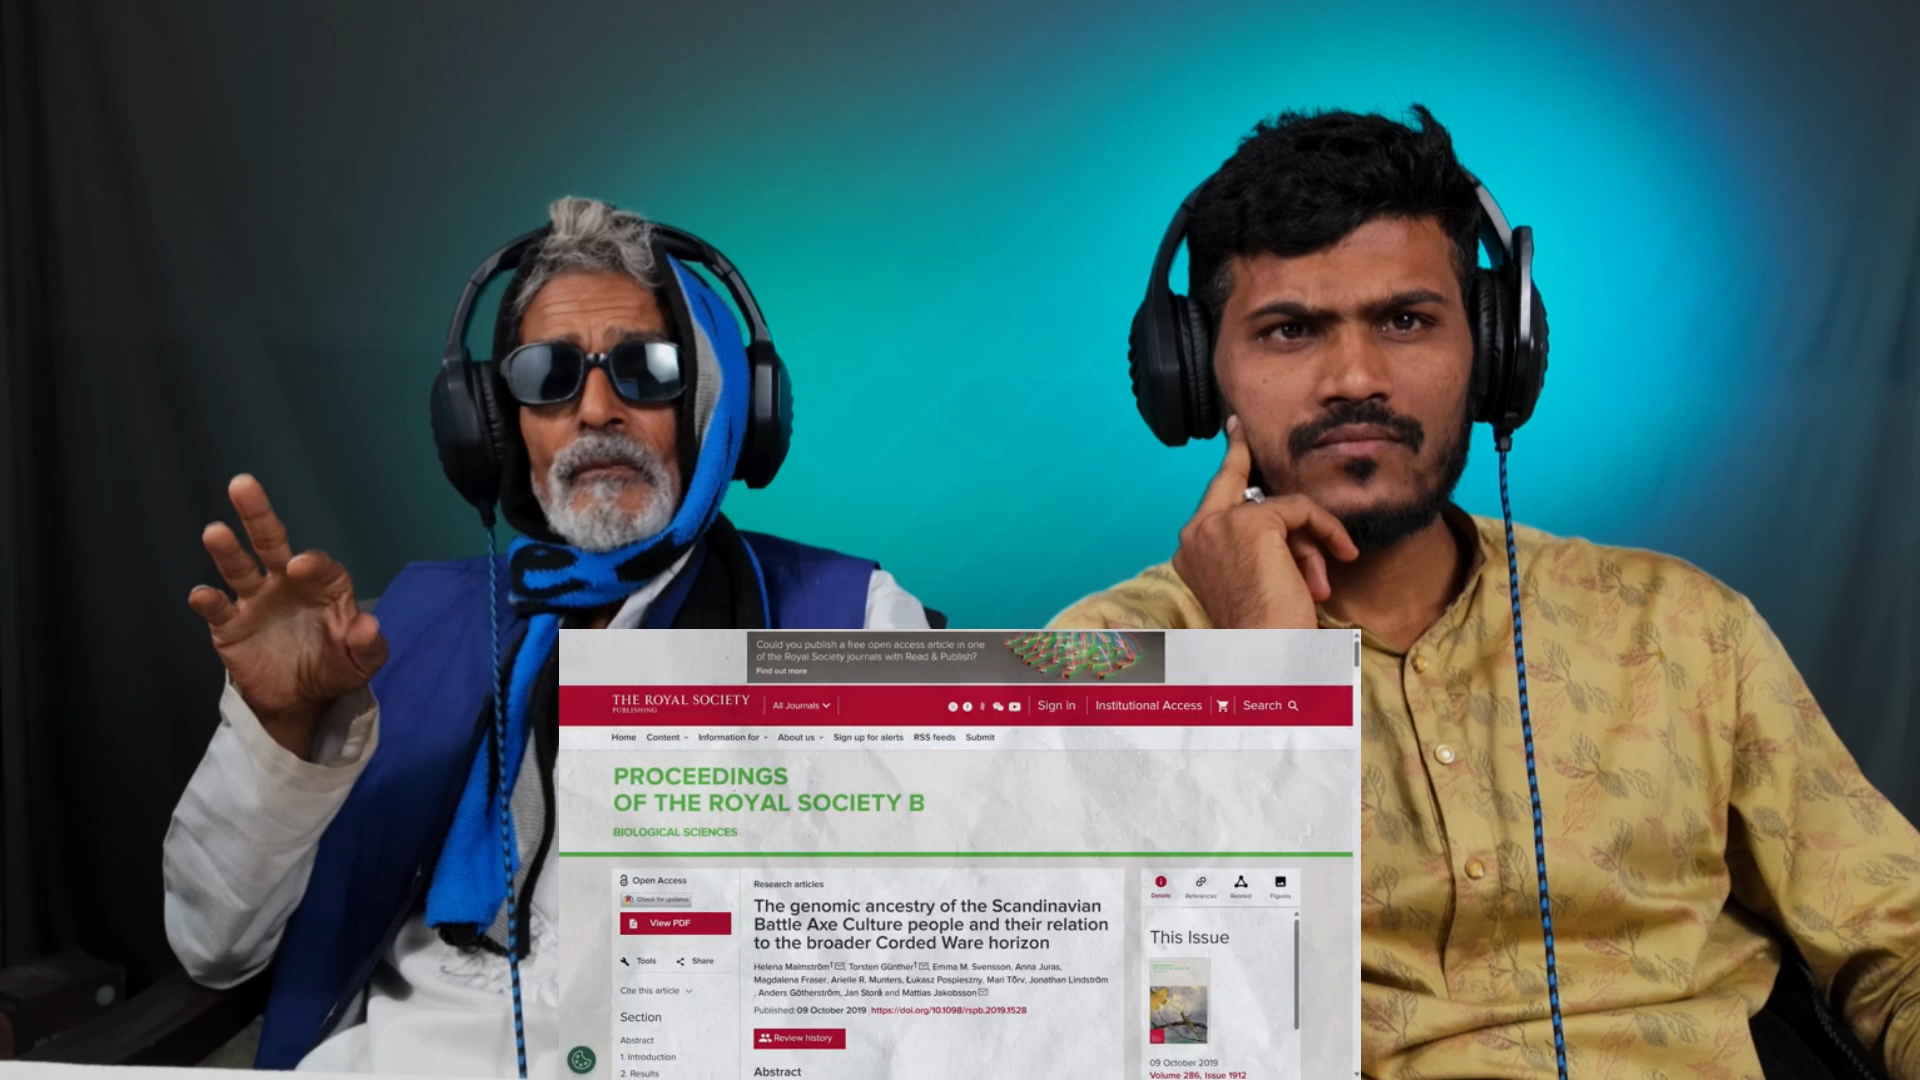 Could you publish a free open access article in one
of the Royal Society journals with Read & Publish?
Find out more
THE ROYAL SOCIETY
PUBLISHING
All Journals
Sign in
Institutional Access
Search
Home
Content
Information for
About us
Sign up for alerts
RSS feeds
Submit
PROCEEDINGS
OF THE ROYAL SOCIETY B
BIOLOGICAL SCIENCES
Open Access
Check for updates
View PDF
Tools
Share
Cite this article
Section
Abstract
1. Introduction
2. Results
Research articles
The genomic ancestry of the Scandinavian
Battle Axe Culture people and their relation
to the broader Corded Ware horizon
Helena Malmström†, Torsten Günther†, Emma M. Svensson, Anna Juras,
Magdalena Fraser, Arielle R. Munters, Łukasz Pospieszny, Mari Tõrv, Jonathan Lindström
, Anders Götherström, Jan Storå and Mattias Jakobsson
Published: 09 October 2019 https://doi.org/10.1098/rspb.2019.1528
Review history
Abstract
Details
References
Related
Figures
This Issue
09 October 2019
Volume 286, Issue 1912